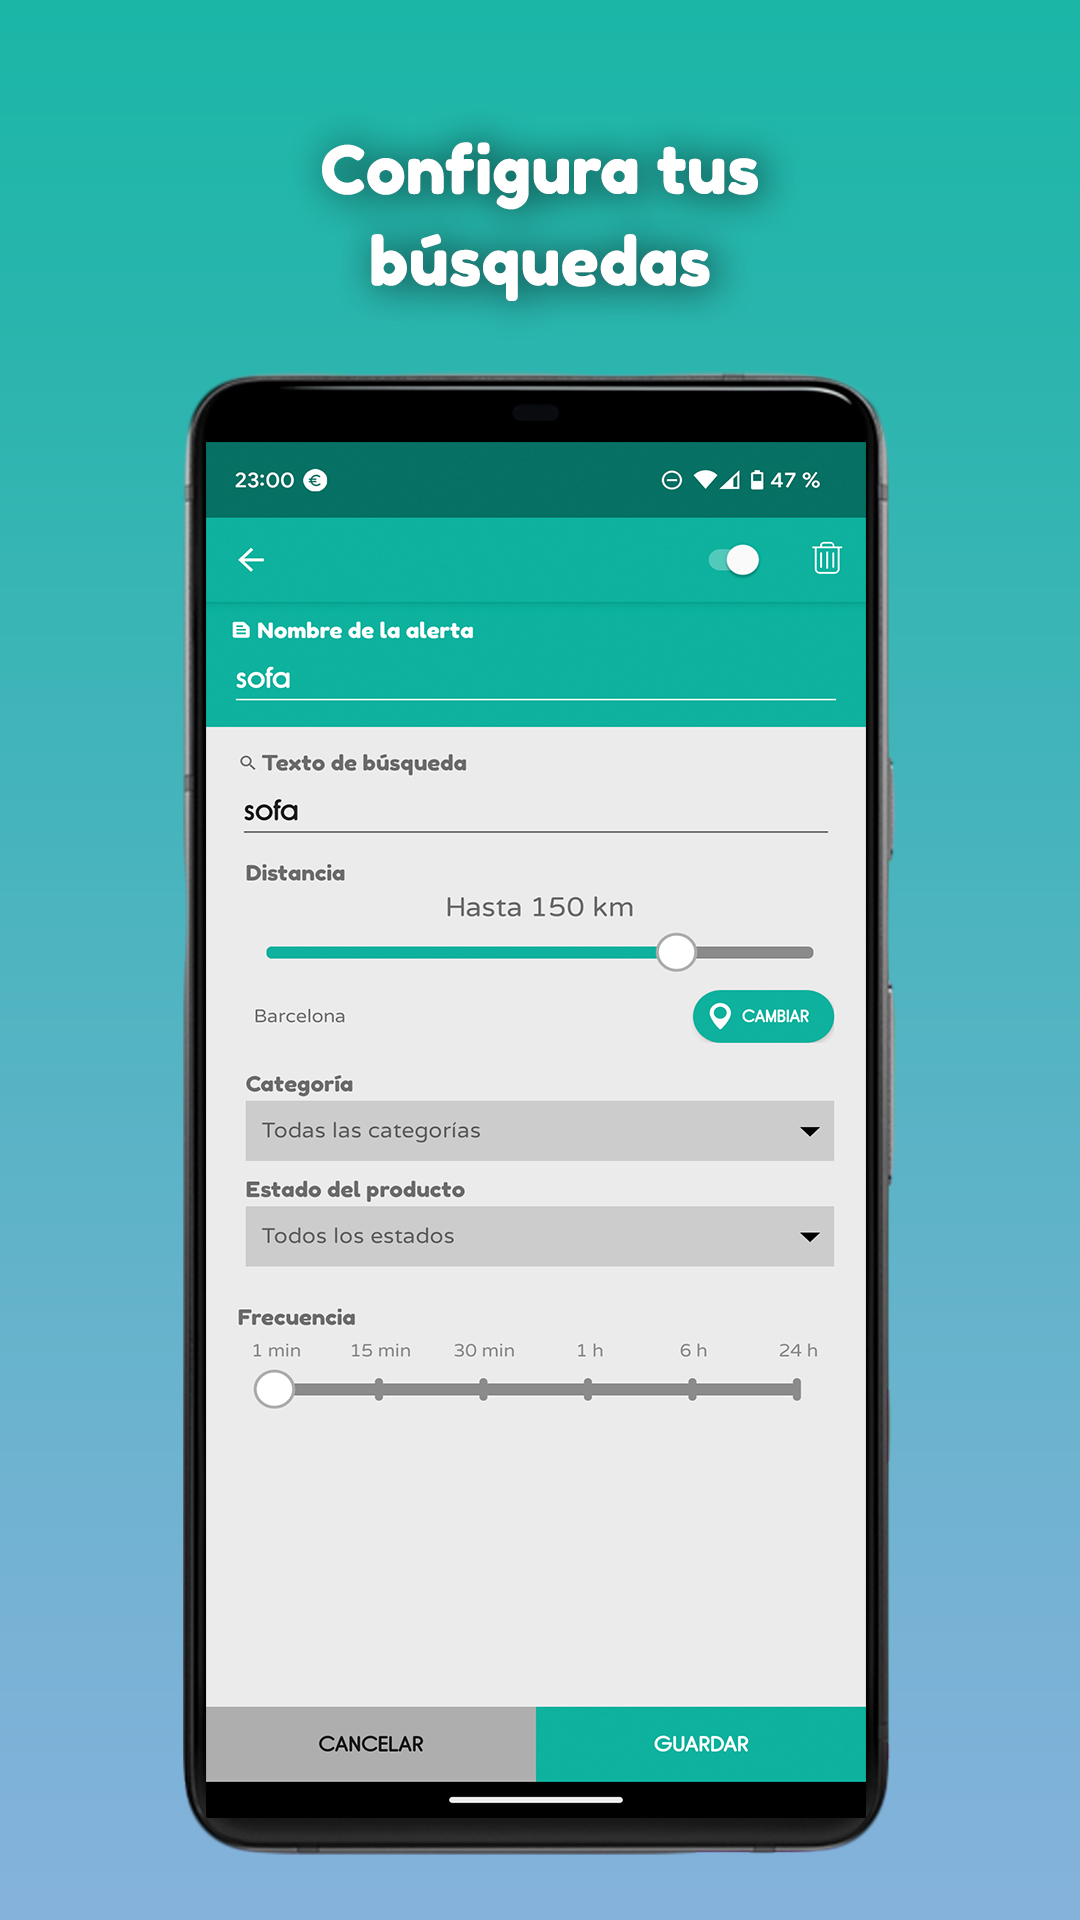 Configura tus
búsquedas
23:00 € 47 %
Nombre de la alerta
sofa
Texto de búsqueda
sofa
Distancia
Hasta 150 km
Barcelona CAMBIAR
Categoría
Todas las categorías
Estado del producto
Todos los estados
Frecuencia
1 min 15 min 30 min 1 h 6 h 24 h
CANCELAR GUARDAR